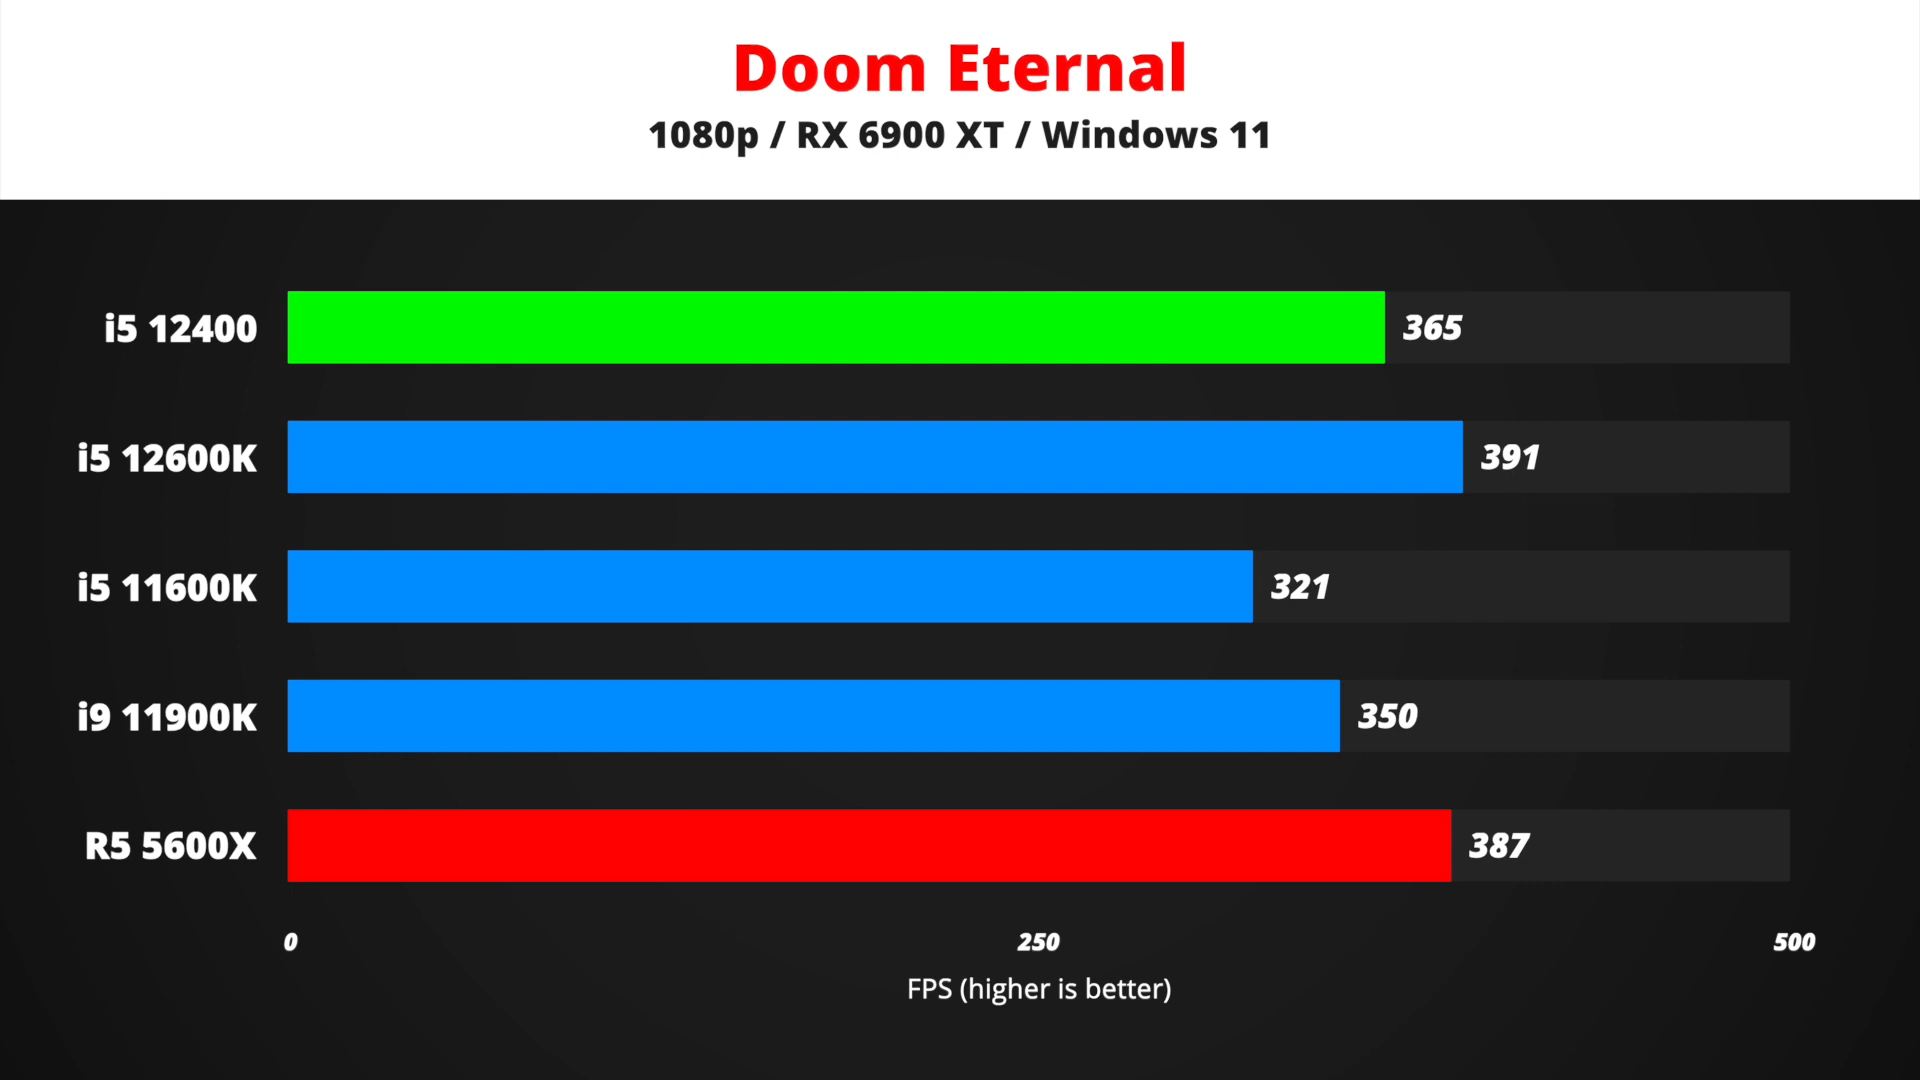 Doom Eternal
1080p / RX 6900 XT / Windows 11
i5 12400 365
i5 12600K 391
i5 11600K 321
i9 11900K 350
R5 5600X 387
0 250 500
FPS (higher is better)